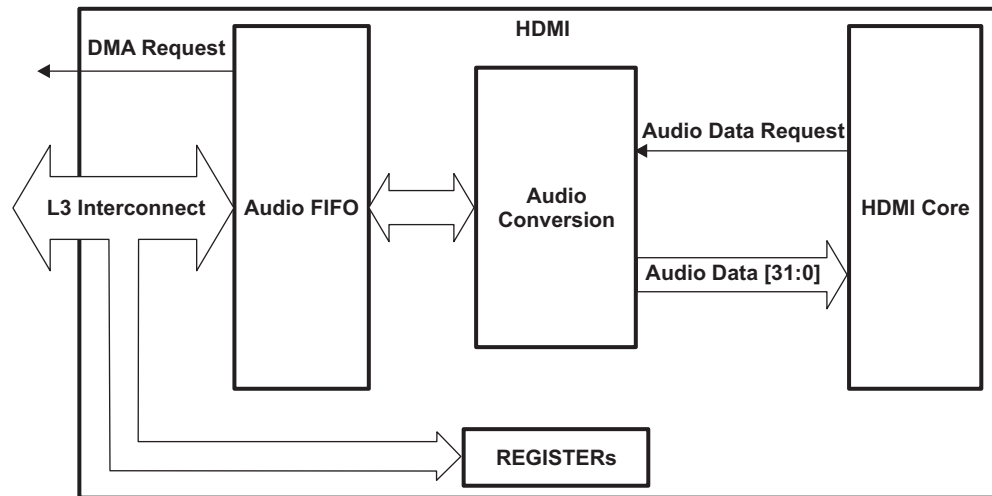 HDMI
DMA Request
Audio Data Request
L3 Interconnect
Audio FIFO
Audio
Conversion
HDMI Core
Audio Data [31:0]
REGISTERs